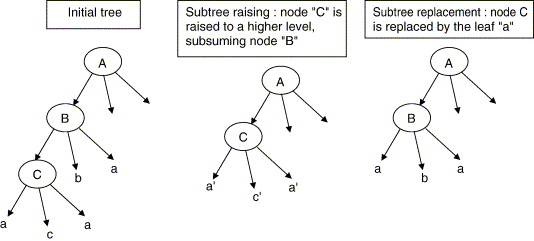 Initial tree
Subtree raising : node "C" is
raised to a higher level,
subsuming node "B"
Subtree replacement : node C
is replaced by the leaf "a"
A
B
C
b
a
a
c
a
A
C
a'
c'
a'
A
B
a
b
a